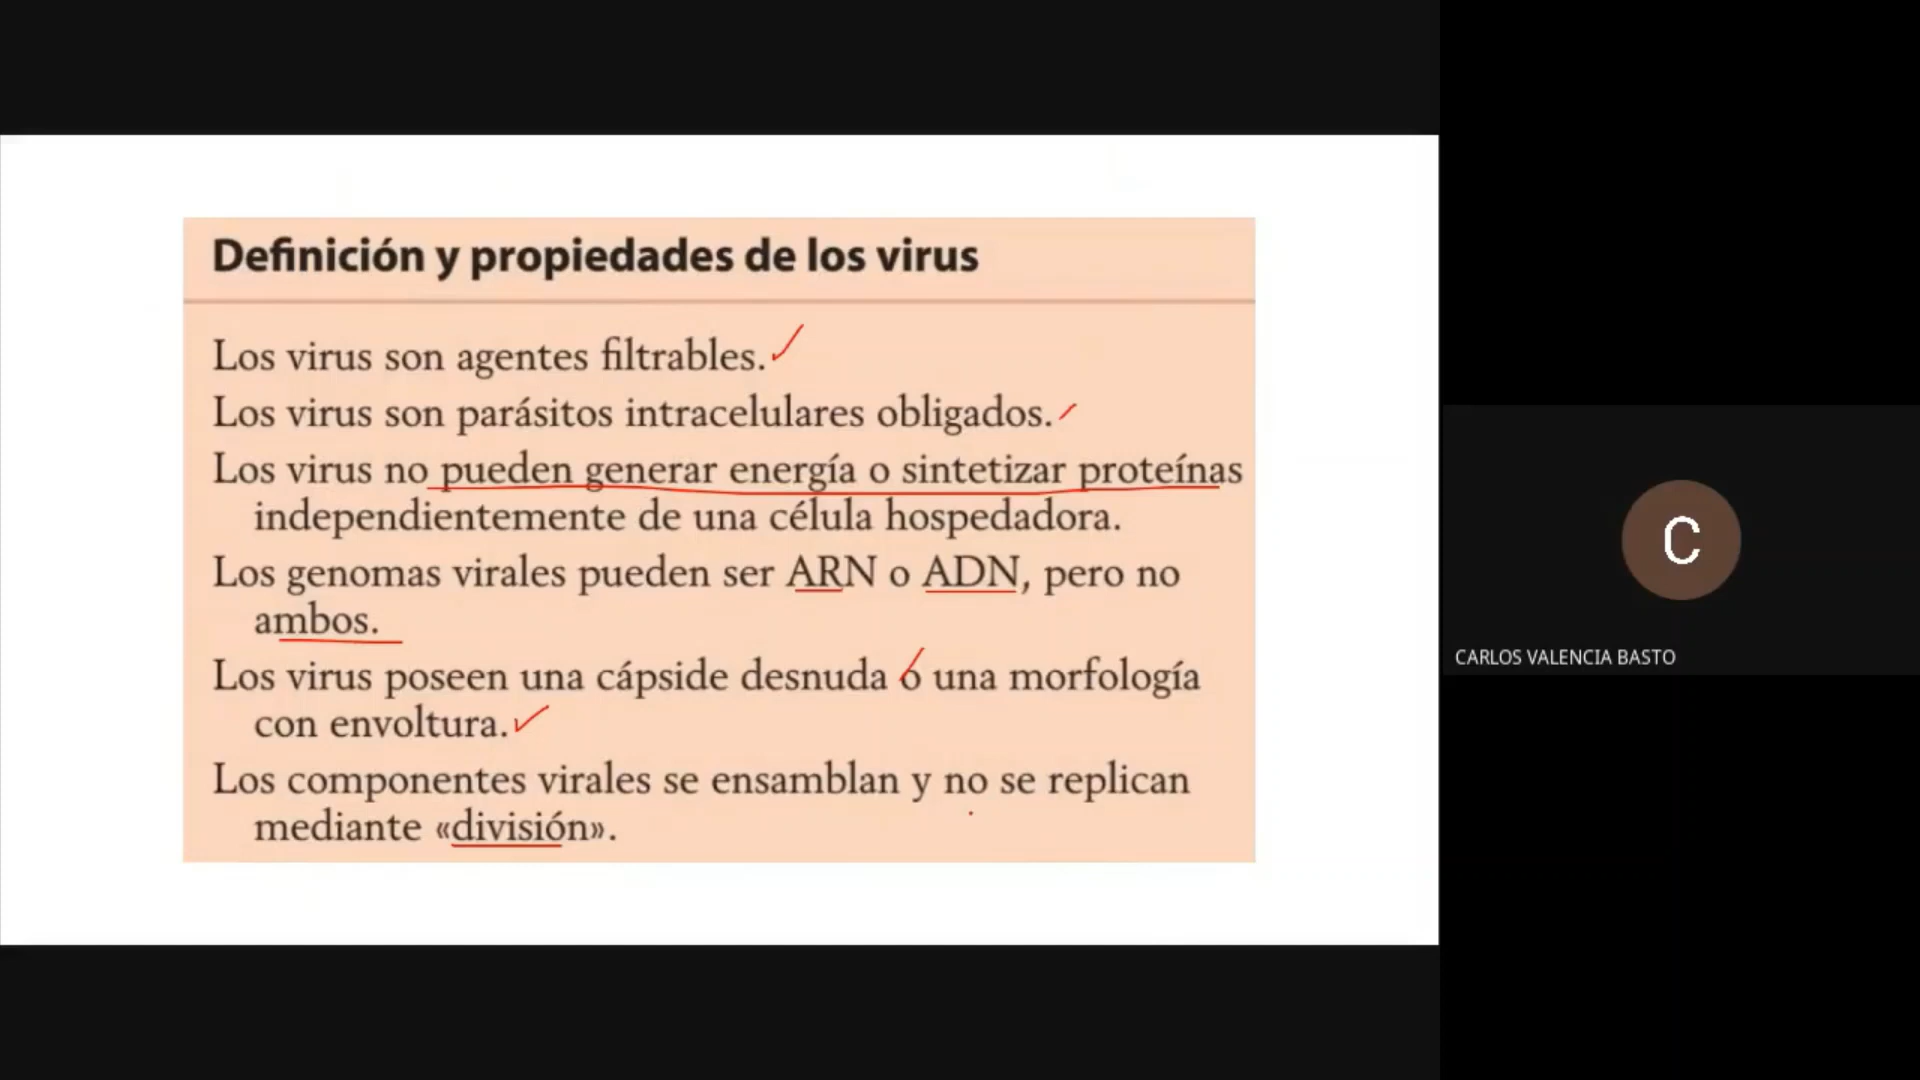 Definición y propiedades de los virus
Los virus son agentes filtrables.
Los virus son parásitos intracelulares obligados.
Los virus no pueden generar energía o sintetizar proteínas
independientemente de una célula hospedadora.
Los genomas virales pueden ser ARN o ADN, pero no
ambos.
Los virus poseen una cápside desnuda o una morfología
con envoltura.
Los componentes virales se ensamblan y no se replican
mediante «división».
C
CARLOS VALENCIA BASTO